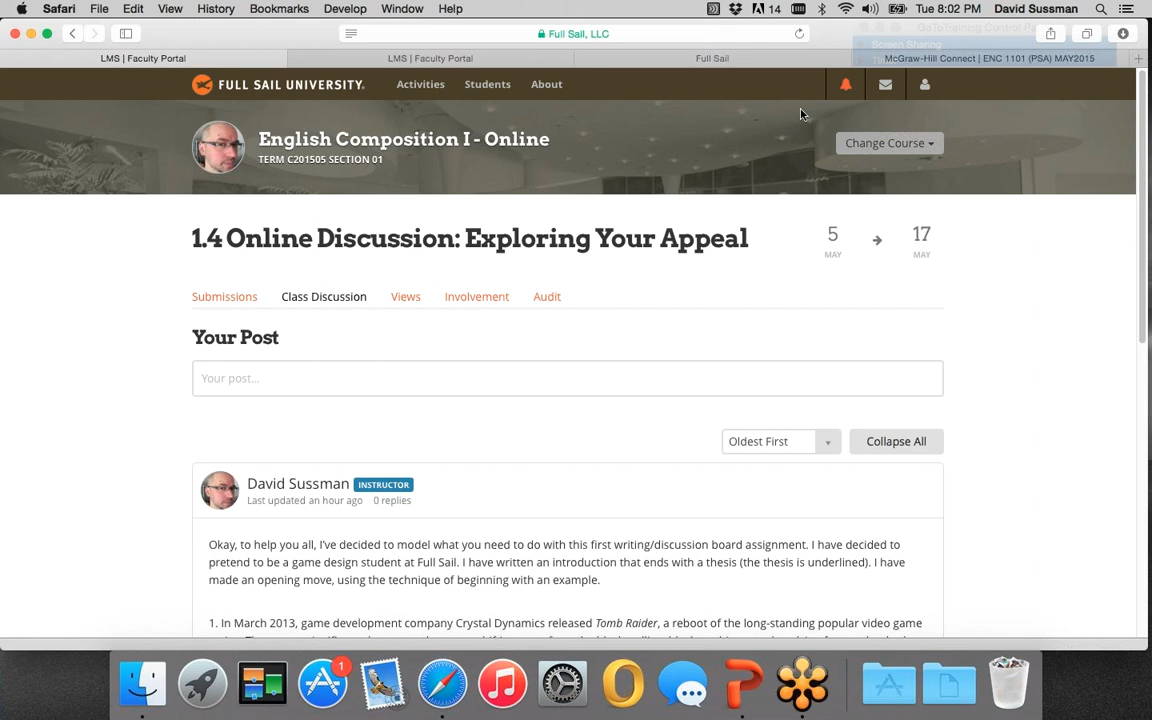 Safari File Edit View History Bookmarks Develop Window Help 14 Tue 8:02 PM David Sussman
Full Sail, LLC
Screen Sharing
LMS | Faculty Portal LMS | Faculty Portal Full Sail McGraw-Hill Connect | ENC 1101 (PSA) MAY2015
FULL SAIL UNIVERSITY. Activities Students About
English Composition I - Online
TERM C201505 SECTION 01
Change Course
1.4 Online Discussion: Exploring Your Appeal
5 MAY
17 MAY
Submissions Class Discussion Views Involvement Audit
Your Post
Your post...
Oldest First Collapse All
David Sussman INSTRUCTOR
Last updated an hour ago 0 replies
Okay, to help you all, I've decided to model what you need to do with this first writing/discussion board assignment. I have decided to
pretend to be a game design student at Full Sail. I have written an introduction that ends with a thesis (the thesis is underlined). I have
made an opening move, using the technique of beginning with an example.
1. In March 2013, game development company Crystal Dynamics released Tomb Raider, a reboot of the long-standing popular video game
1